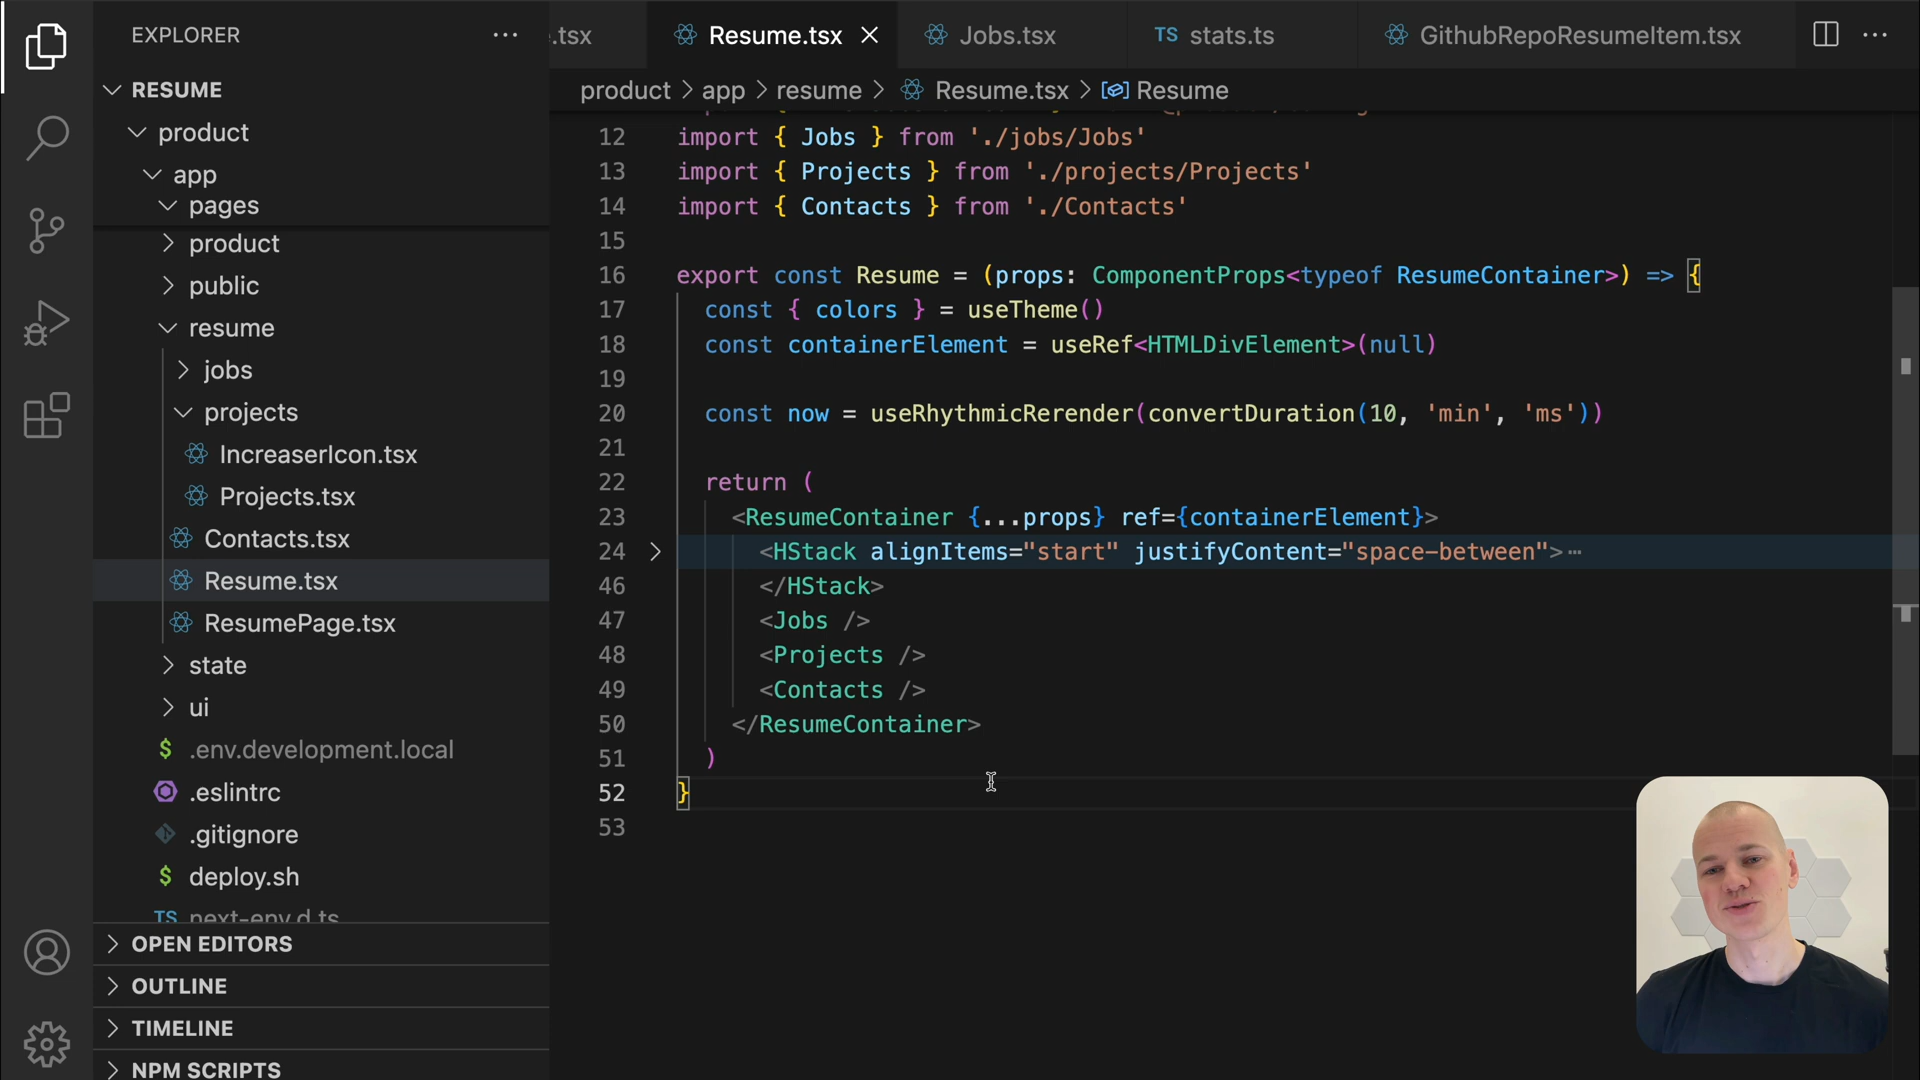 EXPLORER
RESUME
product
app
pages
product
public
resume
jobs
projects
IncreaserIcon.tsx
Projects.tsx
Contacts.tsx
Resume.tsx
ResumePage.tsx
state
ui
$ .env.development.local
.eslintrc
.gitignore
$ deploy.sh
TS next-env.d.ts
OPEN EDITORS
OUTLINE
TIMELINE
NPM SCRIPTS
.tsx Resume.tsx Jobs.tsx TS stats.ts GithubRepoResumeItem.tsx
product > app > resume > Resume.tsx > Resume
12 import { Jobs } from './jobs/Jobs'
13 import { Projects } from './projects/Projects'
14 import { Contacts } from './Contacts'
15
16 export const Resume = (props: ComponentProps<typeof ResumeContainer>) => {
17 const { colors } = useTheme()
18 const containerElement = useRef<HTMLDivElement>(null)
19
20 const now = useRhythmicRerender(convertDuration(10, 'min', 'ms'))
21
22 return (
23 <ResumeContainer {...props} ref={containerElement}>
24 <HStack alignItems="start" justifyContent="space-between">⋯
46 </HStack>
47 <Jobs />
48 <Projects />
49 <Contacts />
50 </ResumeContainer>
51 )
52 }
53